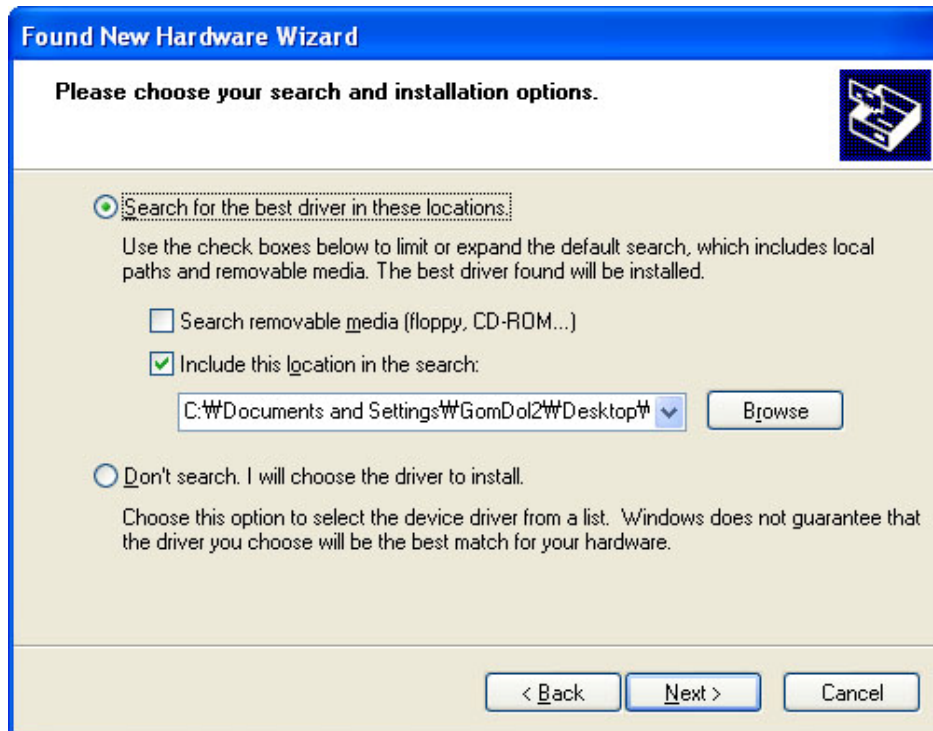 Found New Hardware Wizard
Please choose your search and installation options.
Search for the best driver in these locations.
Use the check boxes below to limit or expand the default search, which includes local
paths and removable media. The best driver found will be installed.
Search removable media (floppy, CD-ROM...)
Include this location in the search:
C:₩Documents and Settings₩GomDol2₩Desktop₩
Browse
Don't search. I will choose the driver to install.
Choose this option to select the device driver from a list.  Windows does not guarantee that
the driver you choose will be the best match for your hardware.
< Back
Next >
Cancel